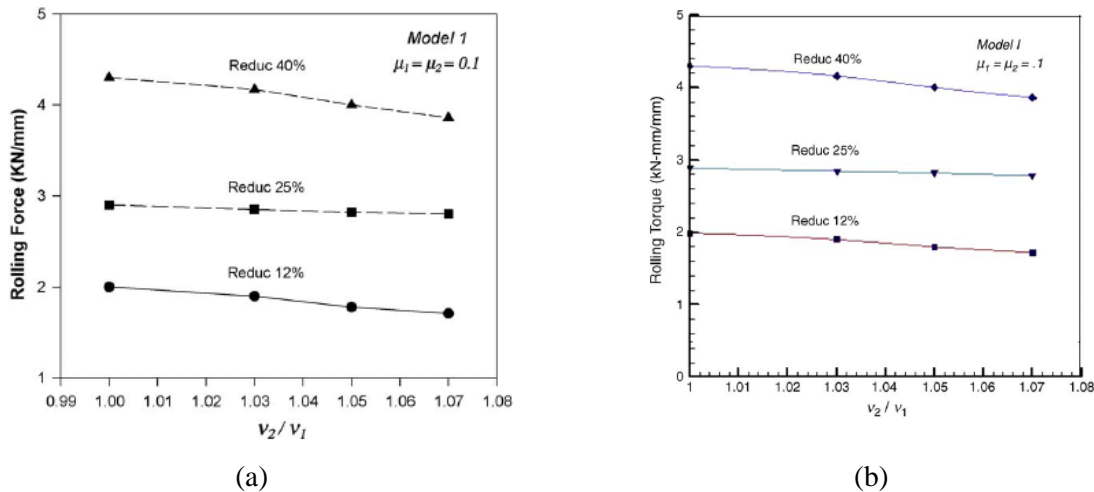 5
4
3
2
1
Rolling Force (KN/mm)
Model 1
μ1 = μ2 = 0.1
Reduc 40%
Reduc 25%
Reduc 12%
0.99 1.00 1.01 1.02 1.03 1.04 1.05 1.06 1.07 1.08
v2 / v1
(a)
5
4
3
2
1
0
Rolling Torque (kN-mm/mm)
Model I
μ1 = μ2 = .1
Reduc 40%
Reduc 25%
Reduc 12%
1 1.01 1.02 1.03 1.04 1.05 1.06 1.07 1.08
v2 / v1
(b)